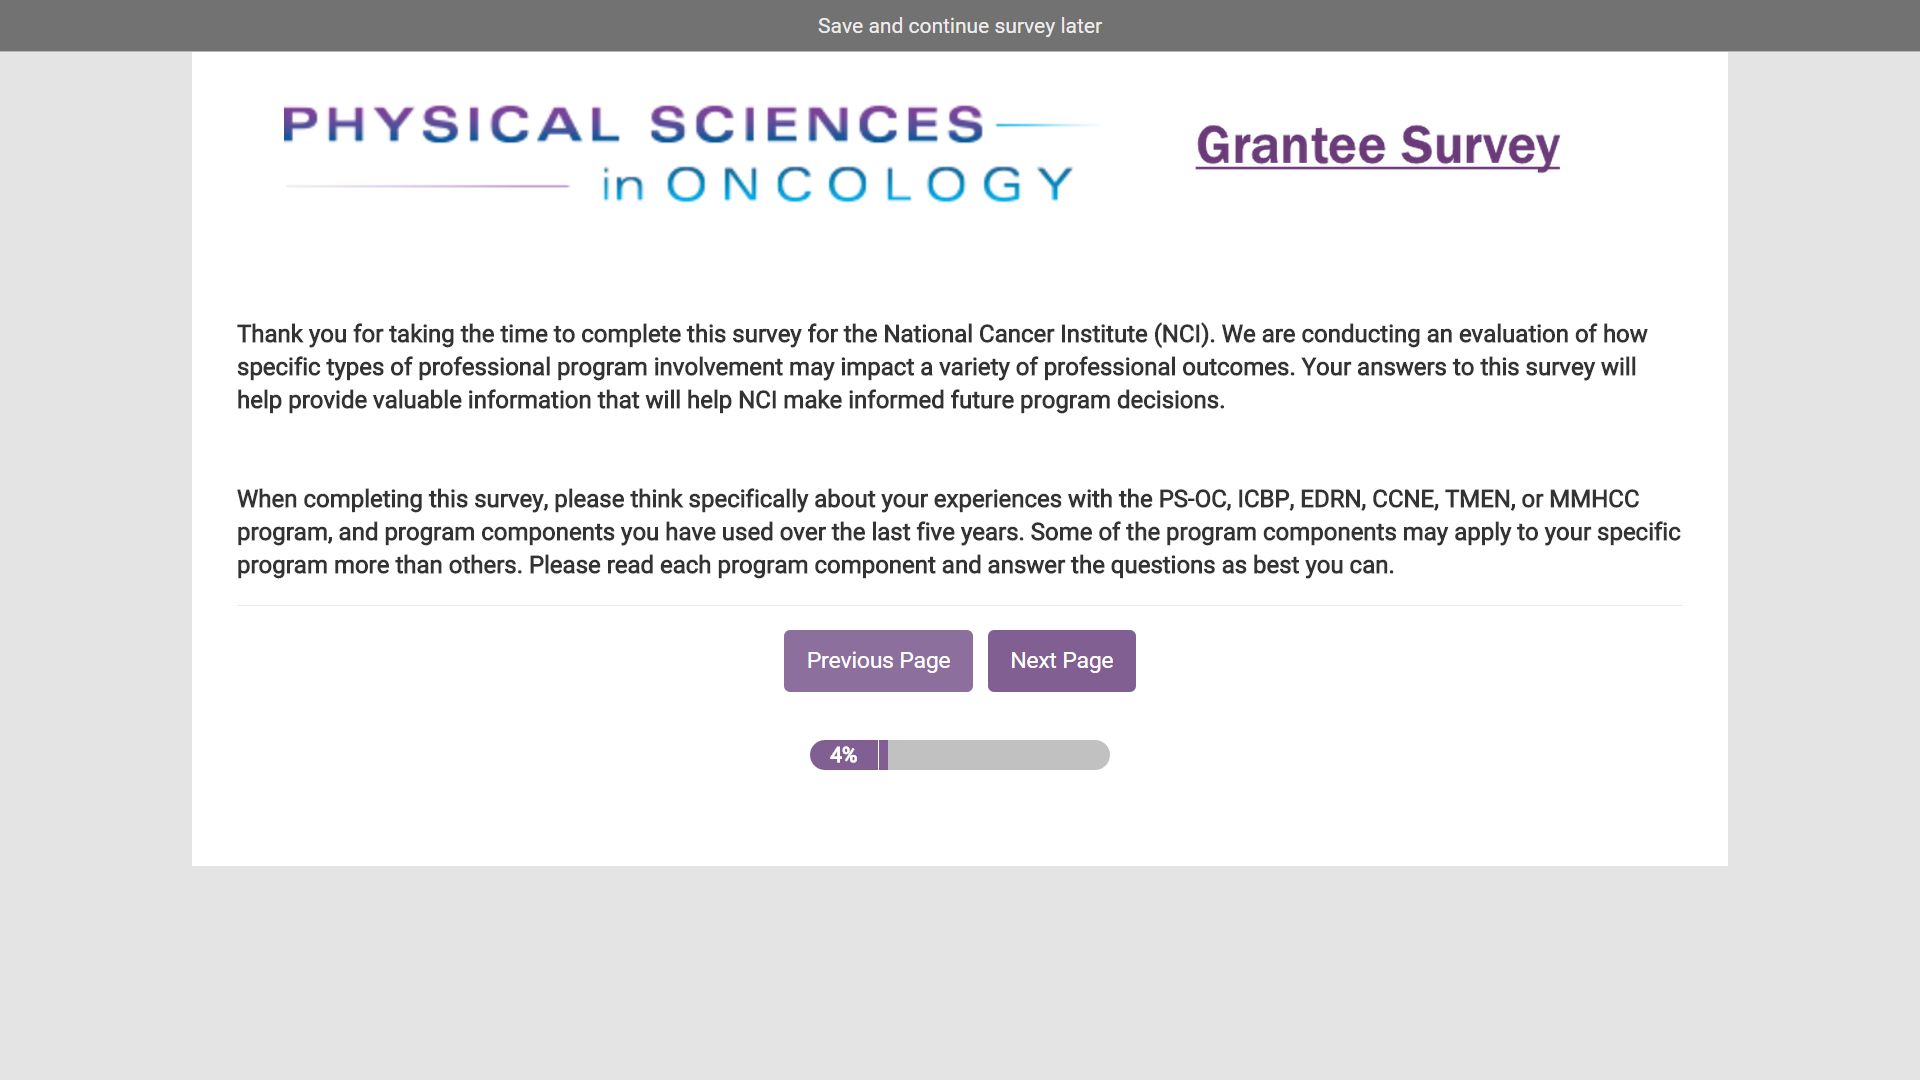 Save and continue survey later
PHYSICAL SCIENCES
in ONCOLOGY
Grantee Survey
Thank you for taking the time to complete this survey for the National Cancer Institute (NCI). We are conducting an evaluation of how
specific types of professional program involvement may impact a variety of professional outcomes. Your answers to this survey will
help provide valuable information that will help NCI make informed future program decisions.
When completing this survey, please think specifically about your experiences with the PS-OC, ICBP, EDRN, CCNE, TMEN, or MMHCC
program, and program components you have used over the last five years. Some of the program components may apply to your specific
program more than others. Please read each program component and answer the questions as best you can.
Previous Page
Next Page
4%